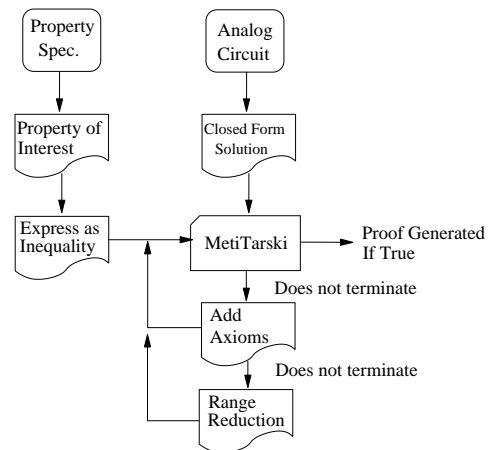 Property
Spec.
Analog
Circuit
Property of
Interest
Closed Form
Solution
Express as
Inequality
MetiTarski
Proof Generated
If True
Does not terminate
Add
Axioms
Does not terminate
Range
Reduction